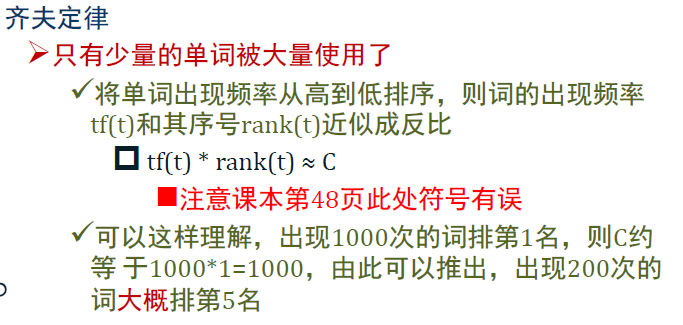 齐夫定律
只有少量的单词被大量使用了
将单词出现频率从高到低排序，则词的出现频率
tf(t)和其序号rank(t)近似成反比
tf(t) * rank(t) ≈ C
注意课本第48页此处符号有误
可以这样理解，出现1000次的词排第1名，则C约
等 于1000*1=1000，由此可以推出，出现200次的
词大概排第5名